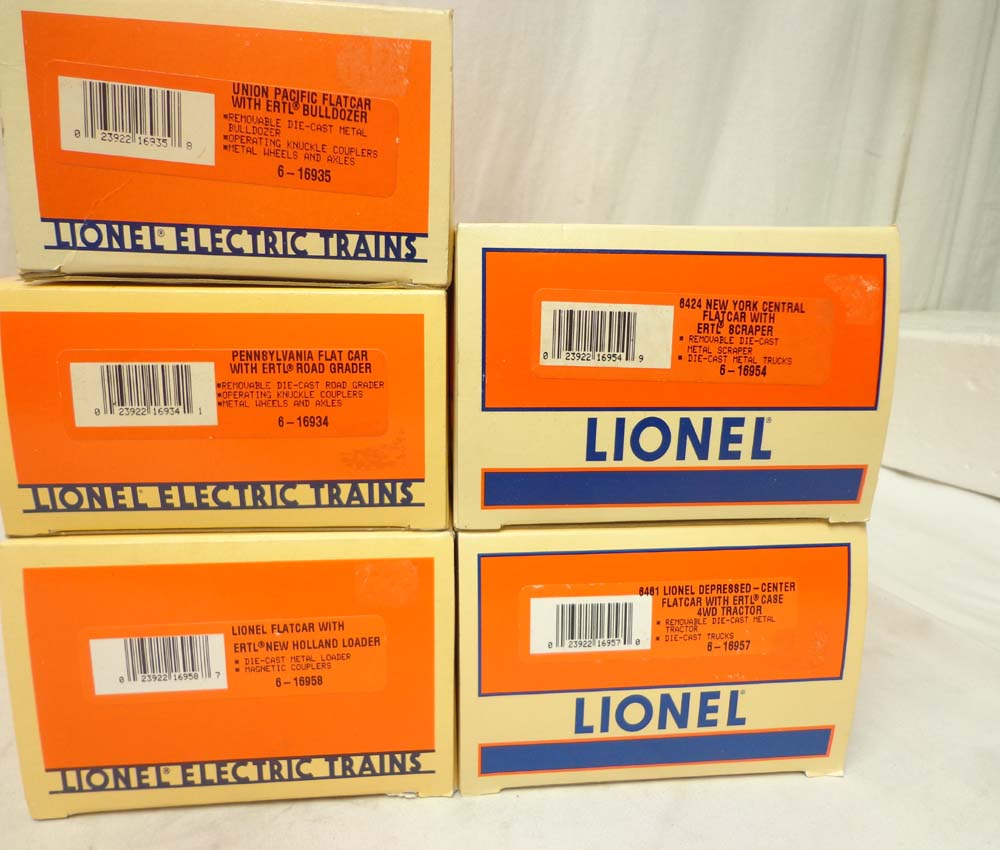 UNION PACIFIC FLATCAR
WITH ERTL® BULLDOZER
*REMOVABLE DIE-CAST METAL
BULLDOZER
*OPERATING KNUCKLE COUPLERS
*METAL WHEELS AND AXLES
6-16935
0 23922 16935 8
LIONEL® ELECTRIC TRAINS
PENNSYLVANIA FLAT CAR
WITH ERTL® ROAD GRADER
*REMOVABLE DIE-CAST ROAD GRADER
*OPERATING KNUCKLE COUPLERS
*METAL WHEELS AND AXLES
6-16934
0 23922 16934 1
LIONEL® ELECTRIC TRAINS
LIONEL FLATCAR WITH
ERTL® NEW HOLLAND LOADER
* DIE-CAST METAL LOADER
* MAGNETIC COUPLERS
6-16958
0 23922 16958 7
LIONEL® ELECTRIC TRAINS
6424 NEW YORK CENTRAL
FLATCAR WITH
ERTL® SCRAPER
* REMOVABLE DIE-CAST
METAL SCRAPER
* DIE-CAST METAL TRUCKS
6-16954
0 23922 16954 9
LIONEL®
6461 LIONEL DEPRESSED-CENTER
FLATCAR WITH ERTL® CASE
4WD TRACTOR
* REMOVABLE DIE-CAST METAL
TRACTOR
* DIE-CAST TRUCKS
6-16957
0 23922 16957 0
LIONEL®